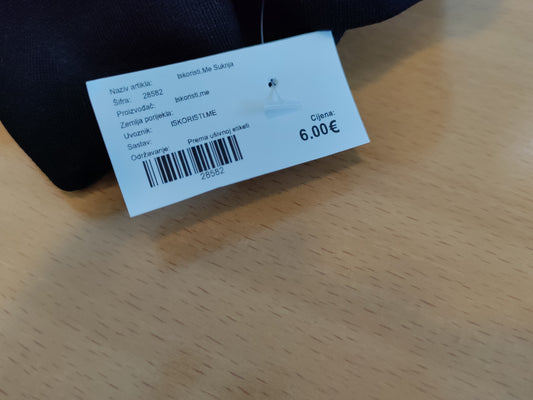 Naziv artikla: Iskoristi.Me Suknja
Šifra: 28582
Proizvođač: Iskoristi.me
Zemlja porijekla:
Uvoznik: ISKORISTI.ME
Sastav:
Održavanje: Prema ušivnoj etiketi
28582
Cijena:
6.00€